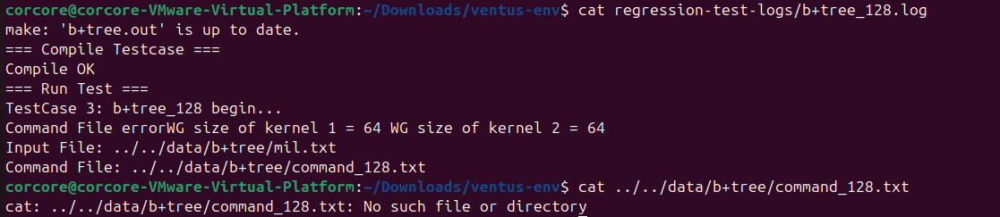 corcore@corcore-VMware-Virtual-Platform:~/Downloads/ventus-env$ cat regression-test-logs/b+tree_128.log
make: 'b+tree.out' is up to date.
=== Compile Testcase ===
Compile OK
=== Run Test ===
TestCase 3: b+tree_128 begin...
Command File errorWG size of kernel 1 = 64 WG size of kernel 2 = 64
Input File: ../../data/b+tree/mil.txt
Command File: ../../data/b+tree/command_128.txt
corcore@corcore-VMware-Virtual-Platform:~/Downloads/ventus-env$ cat ../../data/b+tree/command_128.txt
cat: ../../data/b+tree/command_128.txt: No such file or directory